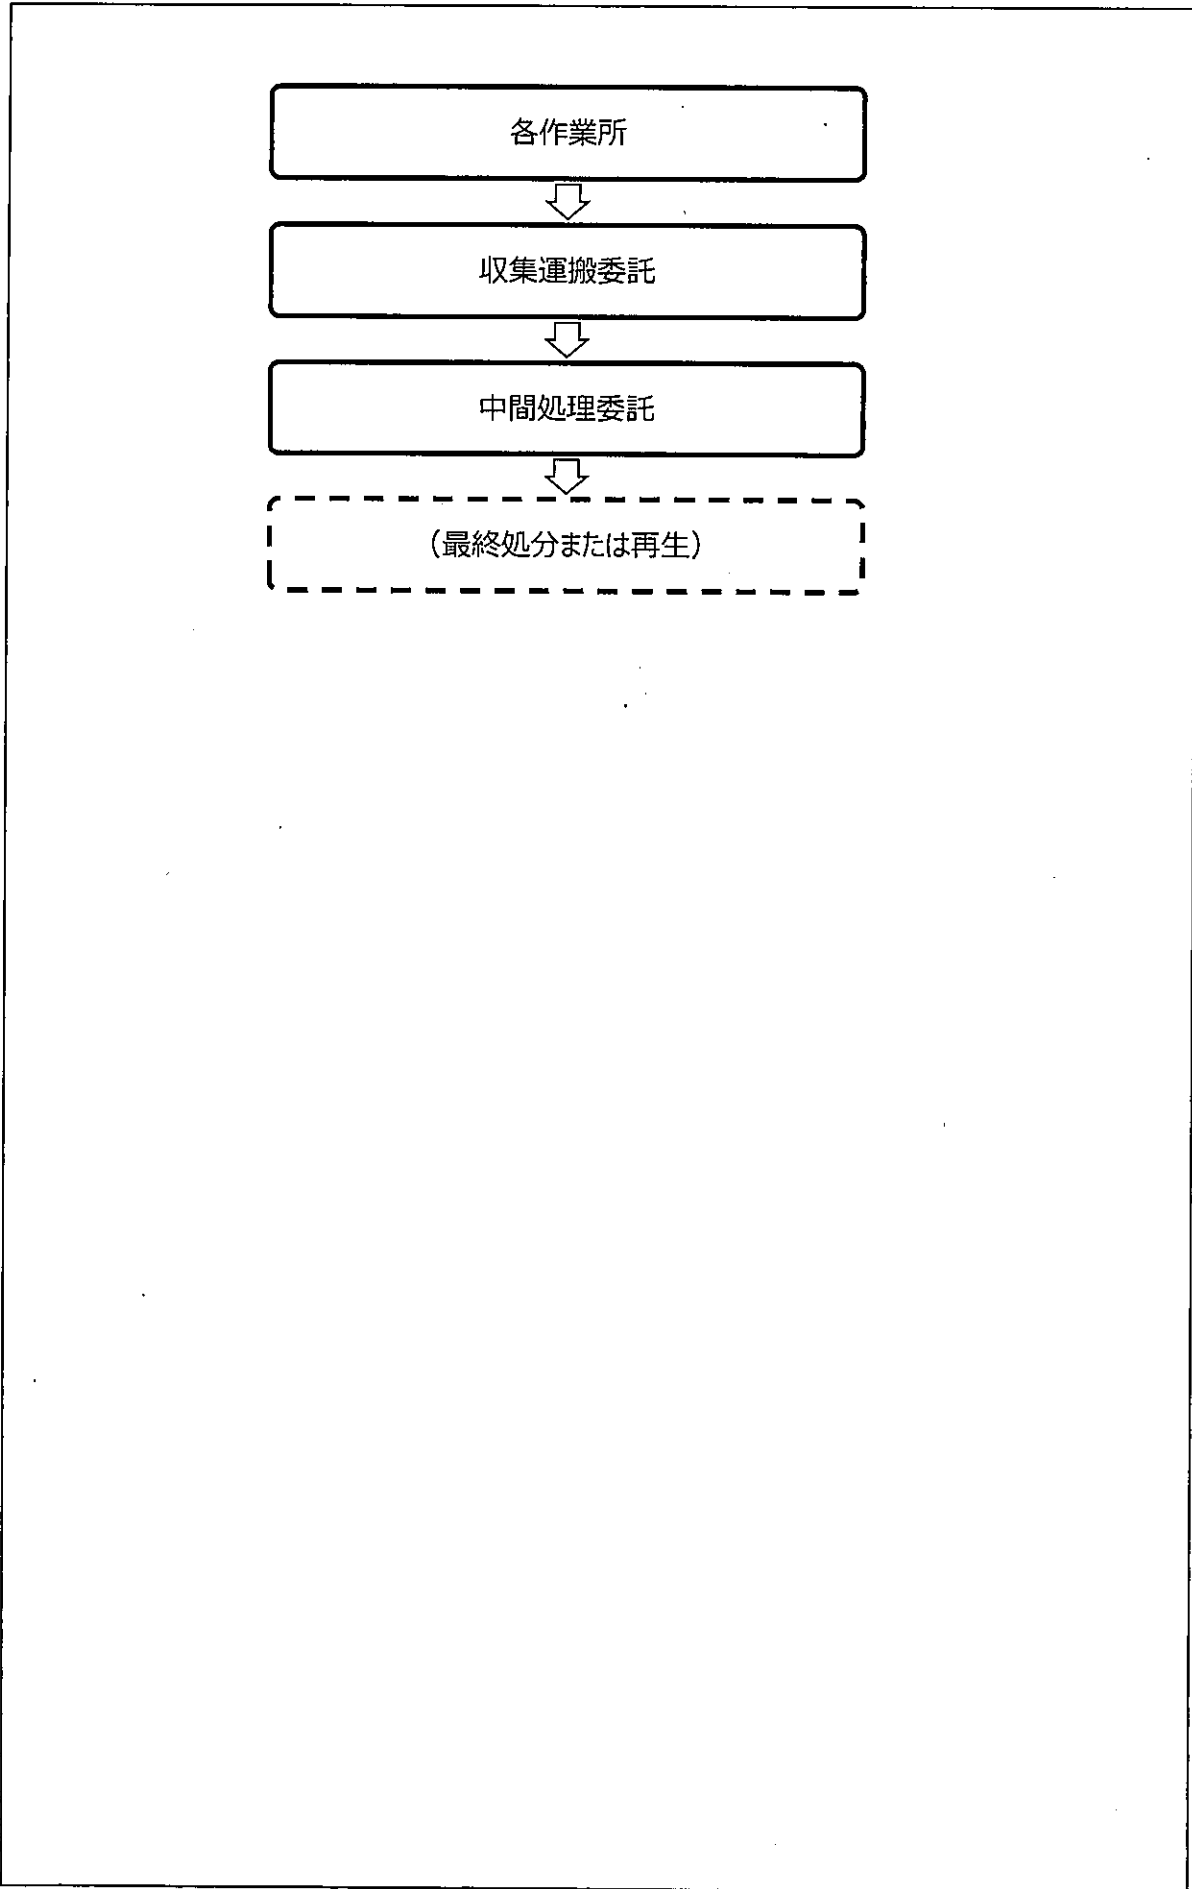 各作業所
収集運搬委託
中間処理委託
（最終処分または再生）